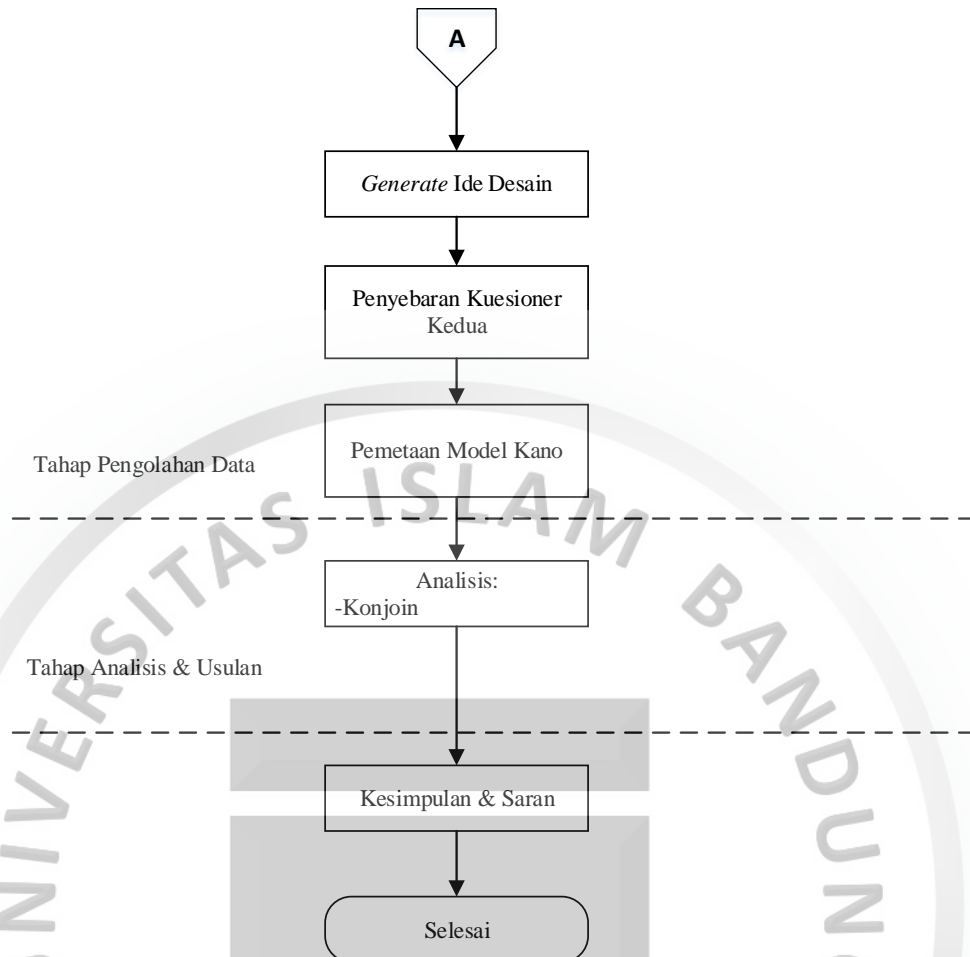 A
Generate Ide Desain
Penyebaran Kuesioner
Kedua
Pemetaan Model Kano
Tahap Pengolahan Data
Analisis:
-Konjoin
Tahap Analisis & Usulan
Kesimpulan & Saran
Selesai
UNIVERSITAS ISLAM BANDUNG